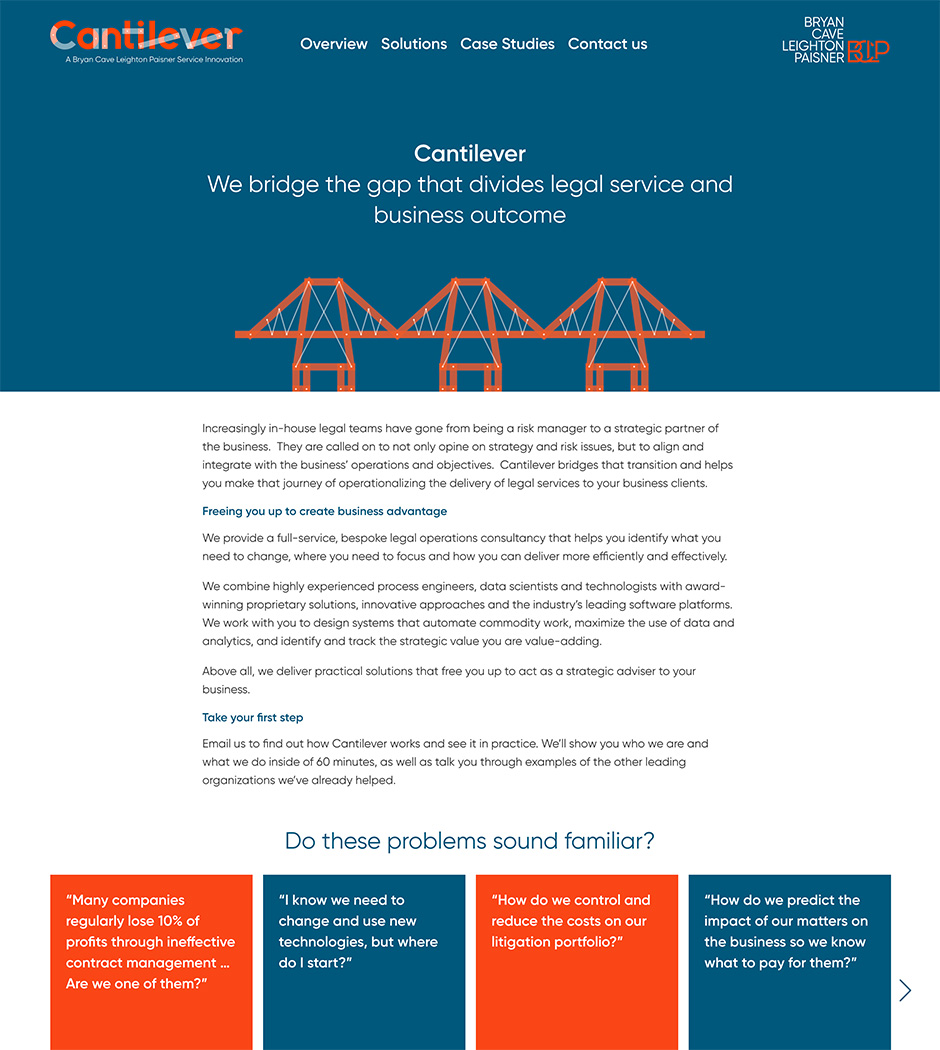 Cantilever
A Bryan Cave Leighton Paisner Service Innovation
Overview Solutions Case Studies Contact us
BRYAN
CAVE
LEIGHTON
PAISNER
BCLP
Cantilever
We bridge the gap that divides legal service and
business outcome
Increasingly in-house legal teams have gone from being a risk manager to a strategic partner of
the business.  They are called on to not only opine on strategy and risk issues, but to align and
integrate with the business’ operations and objectives.  Cantilever bridges that transition and helps
you make that journey of operationalizing the delivery of legal services to your business clients.
Freeing you up to create business advantage
We provide a full-service, bespoke legal operations consultancy that helps you identify what you
need to change, where you need to focus and how you can deliver more efficiently and effectively.
We combine highly experienced process engineers, data scientists and technologists with award-
winning proprietary solutions, innovative approaches and the industry’s leading software platforms.
We work with you to design systems that automate commodity work, maximize the use of data and
analytics, and identify and track the strategic value you are value-adding.
Above all, we deliver practical solutions that free you up to act as a strategic adviser to your
business.
Take your first step
Email us to find out how Cantilever works and see it in practice. We’ll show you who we are and
what we do inside of 60 minutes, as well as talk you through examples of the other leading
organizations we’ve already helped.
Do these problems sound familiar?
“Many companies
regularly lose 10% of
profits through ineffective
contract management ...
Are we one of them?”
“I know we need to
change and use new
technologies, but where
do I start?”
“How do we control and
reduce the costs on our
litigation portfolio?”
“How do we predict the
impact of our matters on
the business so we know
what to pay for them?”